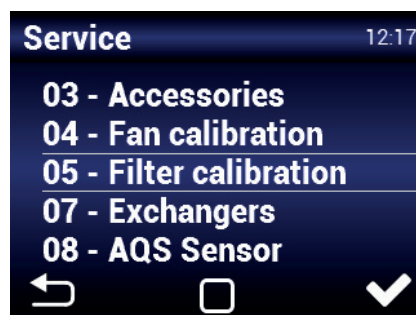 Service 12:17
03 - Accessories
04 - Fan calibration
05 - Filter calibration
07 - Exchangers
08 - AQS Sensor